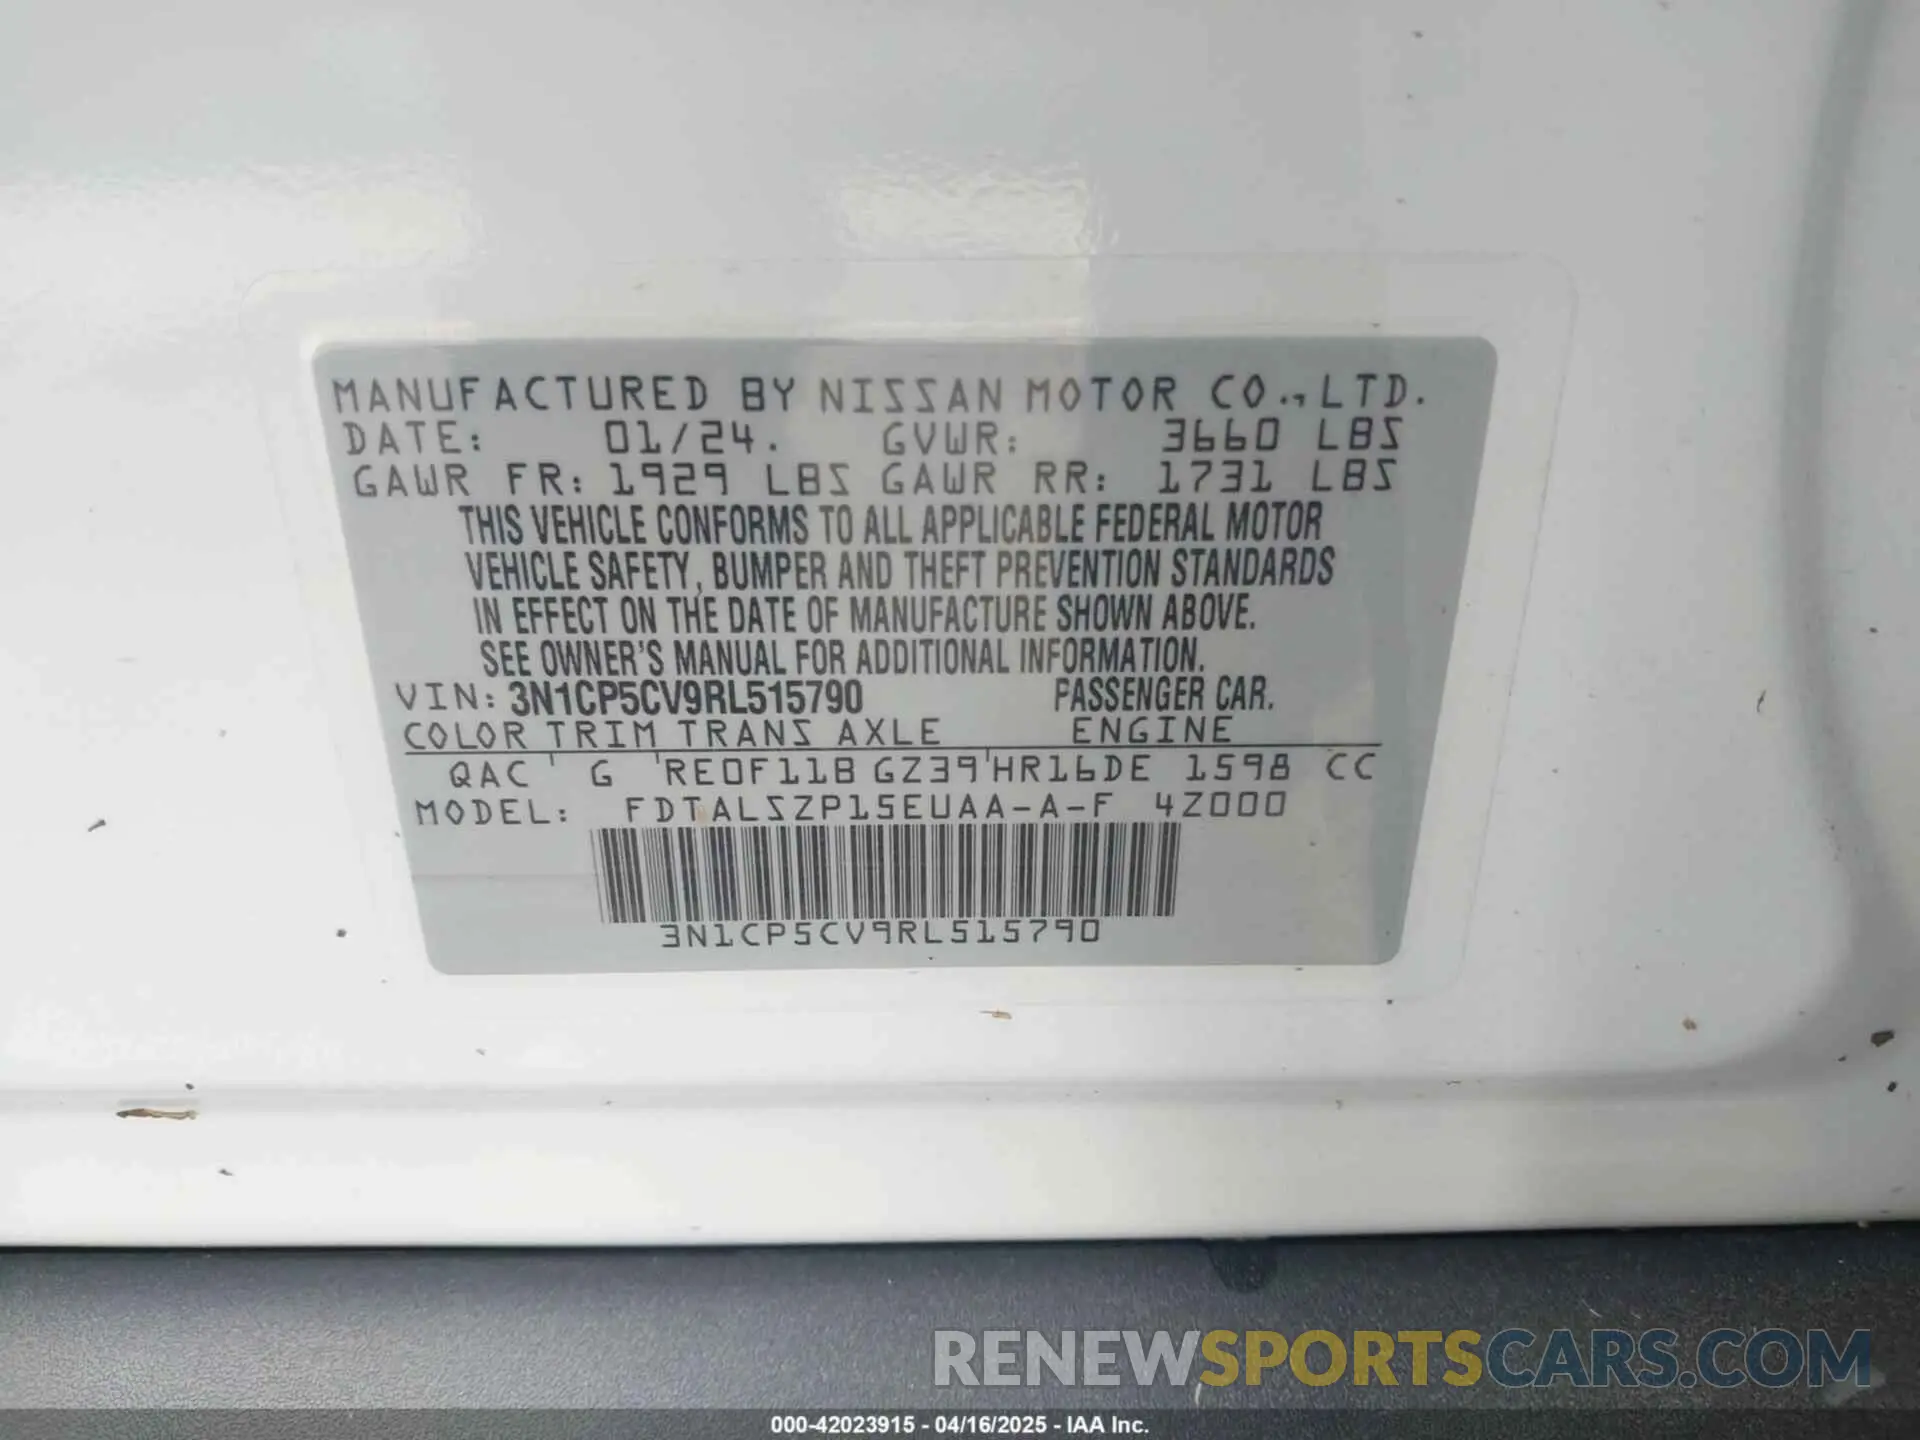 MANUFACTURED BY NISSAN MOTOR CO., LTD.
DATE: 01/24. GVWR: 3660 LBS
GAWR FR: 1929 LBS GAWR RR: 1731 LBS
THIS VEHICLE CONFORMS TO ALL APPLICABLE FEDERAL MOTOR
VEHICLE SAFETY, BUMPER AND THEFT PREVENTION STANDARDS
IN EFFECT ON THE DATE OF MANUFACTURE SHOWN ABOVE.
SEE OWNER'S MANUAL FOR ADDITIONAL INFORMATION.
VIN: 3N1CP5CV9RL515790 PASSENGER CAR.
COLOR TRIM TRANS AXLE ENGINE
QAC G RE0F11B GZ39 HR16DE 1598 CC
MODEL: FDTALSZP15EUAA-A-F 4Z000
3N1CP5CV9RL515790
RENEWSPORTSCARS.COM
000-42023915 - 04/16/2025 - IAA Inc.